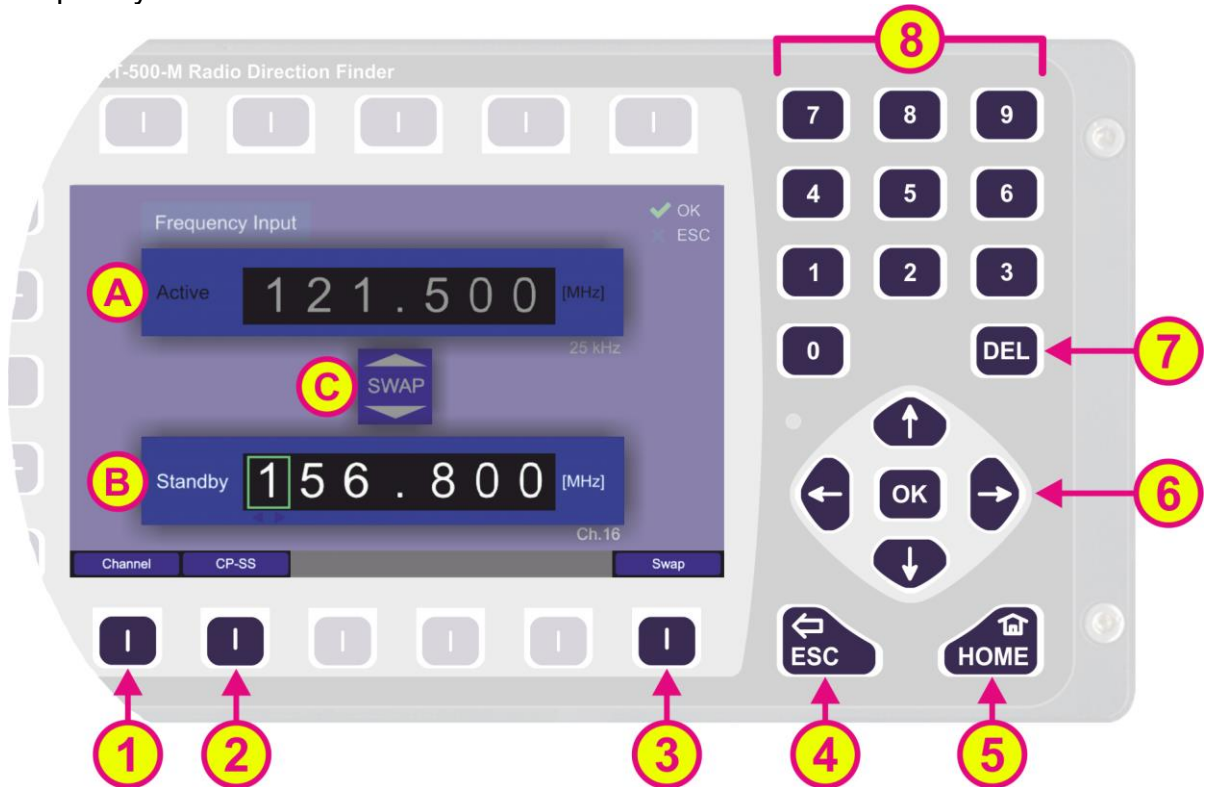 8
T-500-M Radio Direction Finder
7 8 9
4 5 6
Frequency Input
OK
ESC
A Active 121.500 [MHz]
25 kHz
1 2 3
C SWAP
0 DEL 7
B Standby 156.800 [MHz]
Ch.16
OK 6
Channel CP-SS Swap
ESC HOME
1 2 3 4 5